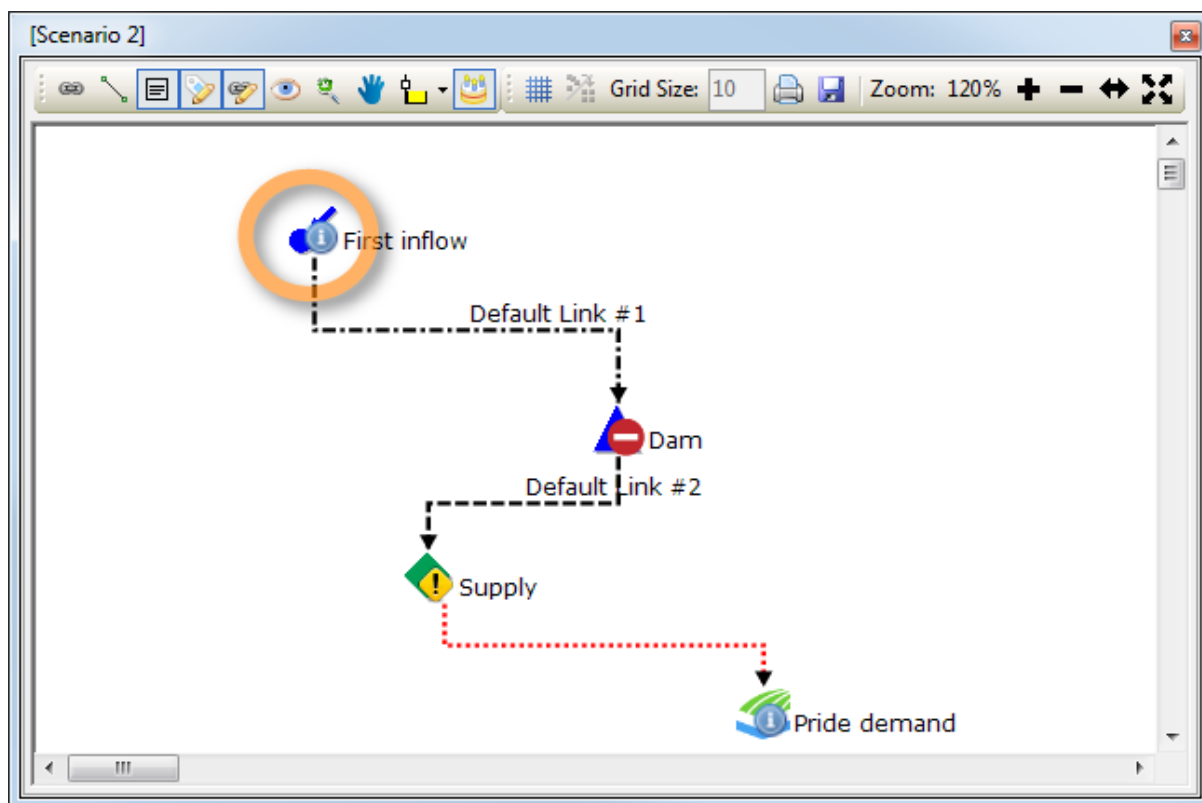 [Scenario 2]
Grid Size: 10 Zoom: 120%
First inflow
Default Link #1
Dam
Default Link #2
Supply
Pride demand